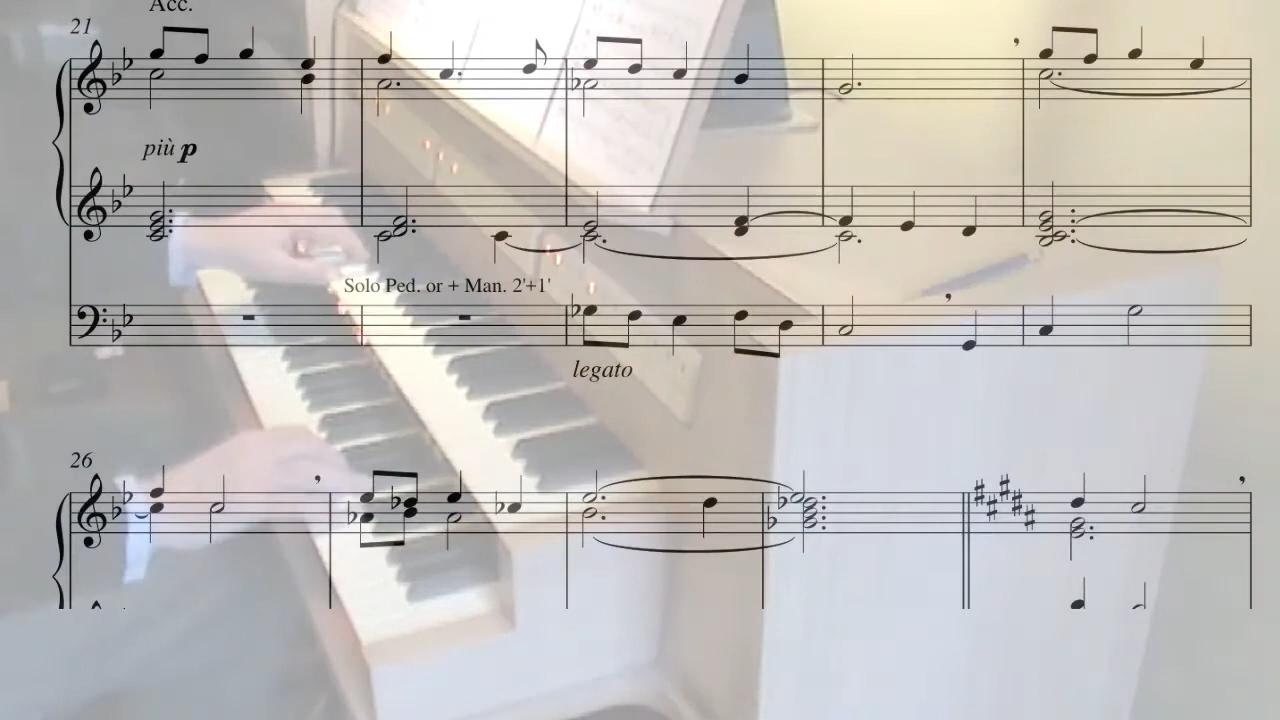 Acc.
21
più p
Solo Ped. or + Man. 2'+1'
legato
26